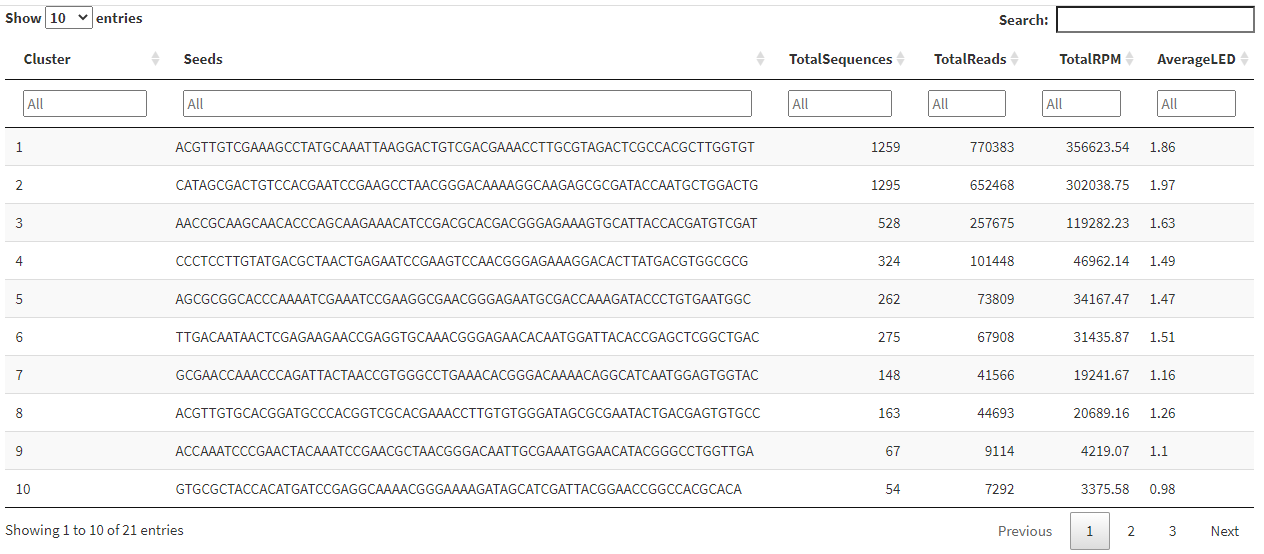 Show 10 entries
Search:
Cluster Seeds TotalSequences TotalReads TotalRPM AverageLED
All All All All All All
1 ACGTTGTCGAAAGCCTATGCAAATTAAGGACTGTCGACGAAACCTTGCGTAGACTCGCCACGCTTGGTGT 1259 770383 356623.54 1.86
2 CATAGCGACTGTCCACGAATCCGAAGCCTAACGGGACAAAAGGCAAGAGCGCGATACCAATGCTGGACTG 1295 652468 302038.75 1.97
3 AACCGCAAGCAACACCCAGCAAGAAACATCCGACGCACGACGGGAGAAAGTGCATTACCACGATGTCGAT 528 257675 119282.23 1.63
4 CCCTCCTTGTATGACGCTAACTGAGAATCCGAAGTCCAACGGGAGAAAGGACACTTATGACGTGGCGCG 324 101448 46962.14 1.49
5 AGCGCGGCACCCAAAATCGAAATCCGAAGGCGAACGGGAGAATGCGACCAAAGATACCCTGTGAATGGC 262 73809 34167.47 1.47
6 TTGACAATAACTCGAGAAGAACCGAGGTGCAAACGGGAGAACACAATGGATTACACCGAGCTCGGCTGAC 275 67908 31435.87 1.51
7 GCGAACCAAACCCAGATTACTAACCGTGGGCCTGAAACACGGGACAAAACAGGCATCAATGGAGTGGTAC 148 41566 19241.67 1.16
8 ACGTTGTGCACGGATGCCCACGGTCGCACGAAACCTTGTGTGGGATAGCGCGAATACTGACGAGTGTGCC 163 44693 20689.16 1.26
9 ACCAAATCCCGAACTACAAATCCGAACGCTAACGGGACAATTGCGAAATGGAACATACGGGCCTGGTTGA 67 9114 4219.07 1.1
10 GTGCGCTACCACATGATCCGAGGCAAAACGGGAAAAGATAGCATCGATTACGGAACCGGCCACGCACA 54 7292 3375.58 0.98
Showing 1 to 10 of 21 entries
Previous 1 2 3 Next